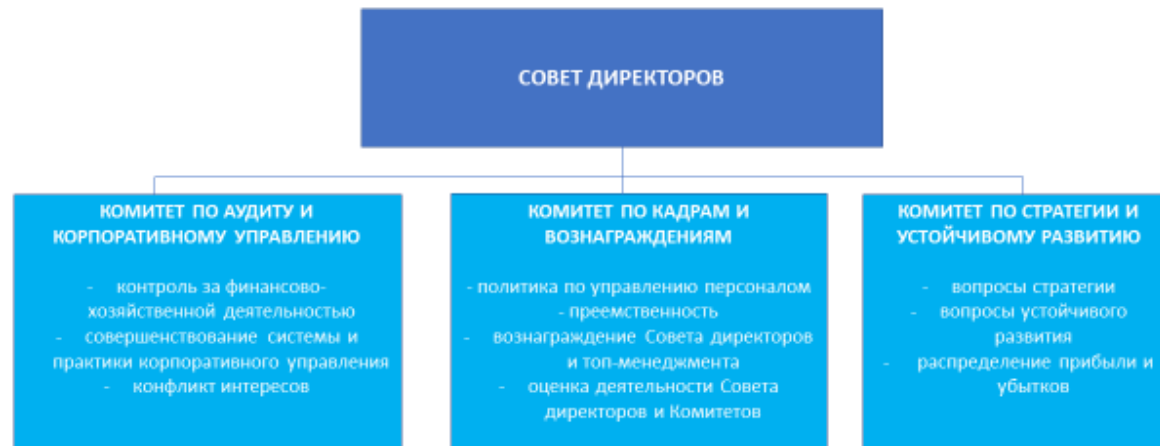 СОВЕТ ДИРЕКТОРОВ
КОМИТЕТ ПО АУДИТУ И
КОРПОРАТИВНОМУ УПРАВЛЕНИЮ
- контроль за финансово-
хозяйственной деятельностью
- совершенствование системы и
практики корпоративного управления
- конфликт интересов
КОМИТЕТ ПО КАДРАМ И
ВОЗНАГРАЖДЕНИЯМ
- политика по управлению персоналом
- преемственность
- вознаграждение Совета директоров
и топ-менеджмента
- оценка деятельности Совета
директоров и Комитетов
КОМИТЕТ ПО СТРАТЕГИИ И
УСТОЙЧИВОМУ РАЗВИТИЮ
- вопросы стратегии
- вопросы устойчивого
развития
- распределение прибыли и
убытков